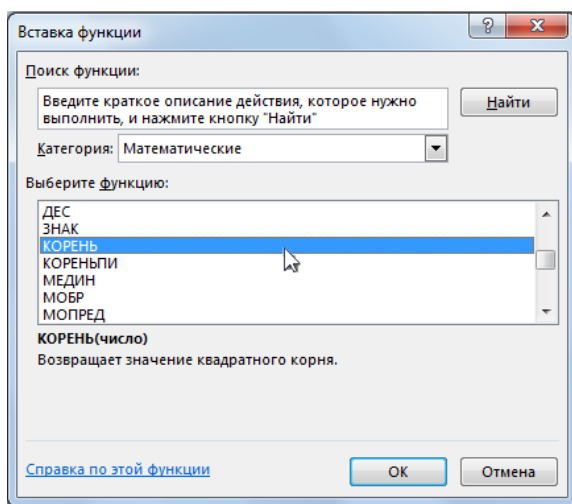 Вставка функции
Поиск функции:
Введите краткое описание действия, которое нужно
выполнить, и нажмите кнопку "Найти"
Найти
Категория: Математические
Выберите функцию:
ДЕС
ЗНАК
КОРЕНЬ
КОРЕНЬПИ
МЕДИН
МОБР
МОПРЕД
КОРЕНЬ(число)
Возвращает значение квадратного корня.
Справка по этой функции
ОК
Отмена